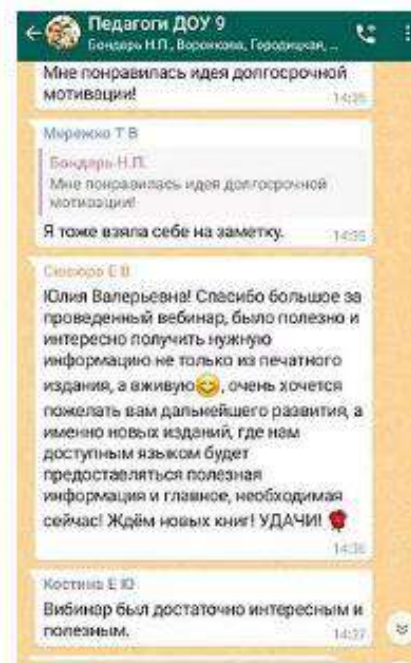 Педагоги ДОУ 9
Бондарь Н.П., Воронкова, Городицкая, ...
Мне понравилась идея долгосрочной
мотивации!
14:35
Мережко Т В
Бондарь Н.П.
Мне понравилась идея долгосрочной
мотивации!
Я тоже взяла себе на заметку.
14:35
Е В
Юлия Валерьевна! Спасибо большое за
проведенный вебинар, было полезно и
интересно получить нужную
информацию не только из печатного
издания, а вживую😊, очень хочется
пожелать вам дальнейшего развития, а
именно новых изданий, где нам
доступным языком будет
предоставляться полезная
информация и главное, необходимая
сейчас! Ждём новых книг! УДАЧИ! 🌹
14:36
Костина Е Ю
Вибинар был достаточно интересным и
полезным.
14:37